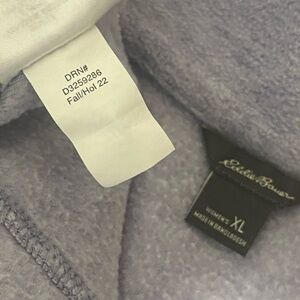 DRN#
D3259286
Fall/Hol 22
Eddie Bauer
WOMEN'S XL
MADE IN BANGLADESH